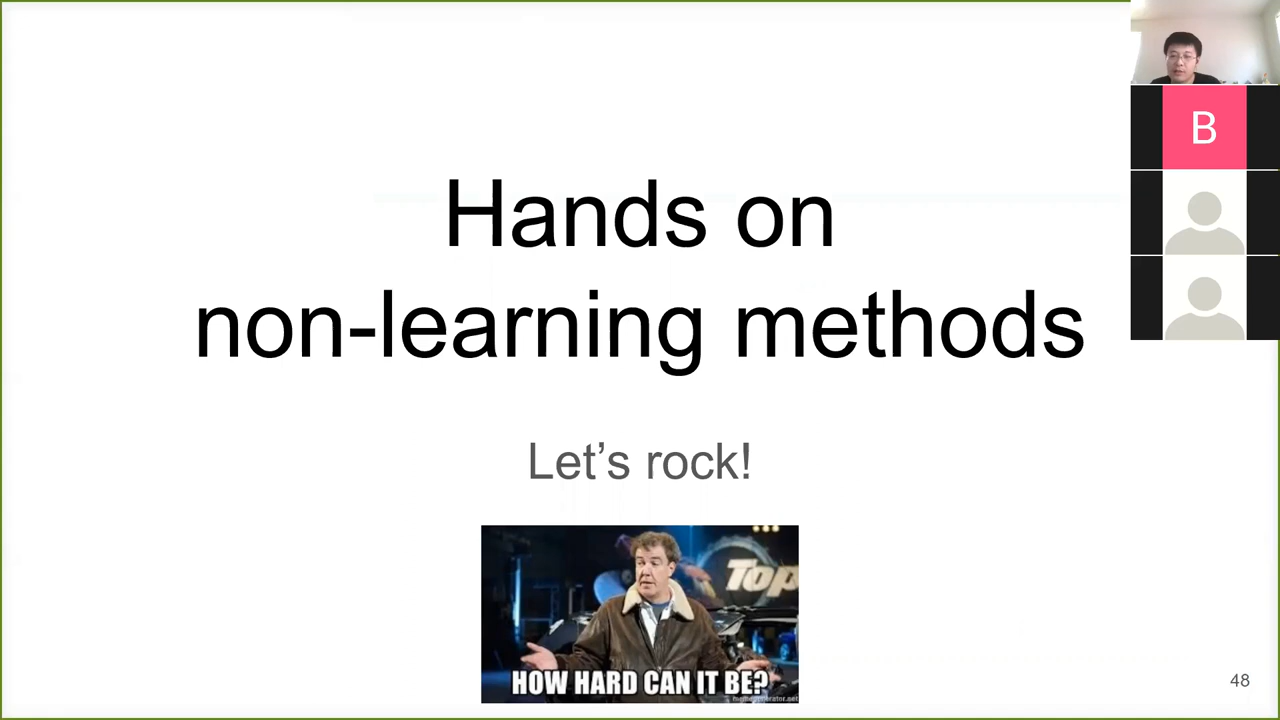 Hands on
non-learning methods
Let's rock!
B
Top
HOW HARD CAN IT BE?
48